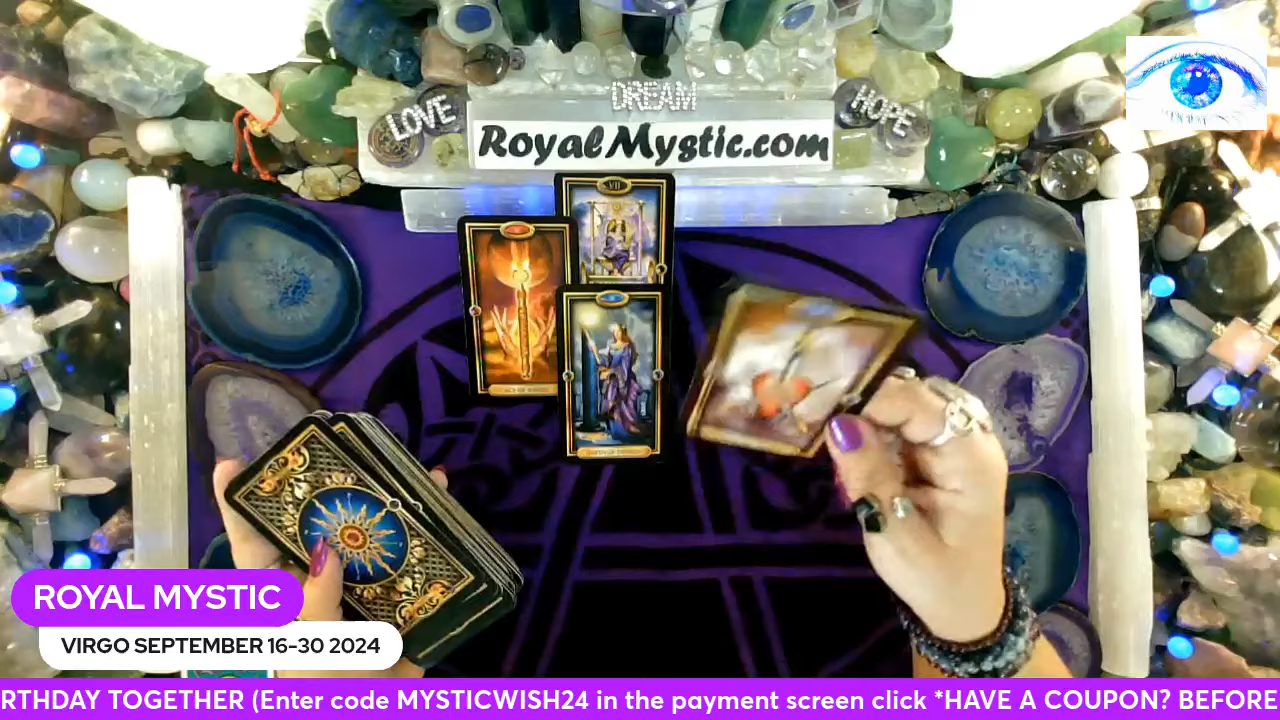 DREAM
LOVE
HOPE
RoyalMystic.com
VII
ROYAL MYSTIC
VIRGO SEPTEMBER 16-30 2024
RTHDAY TOGETHER (Enter code MYSTICWISH24 in the payment screen click *HAVE A COUPON? BEFORE